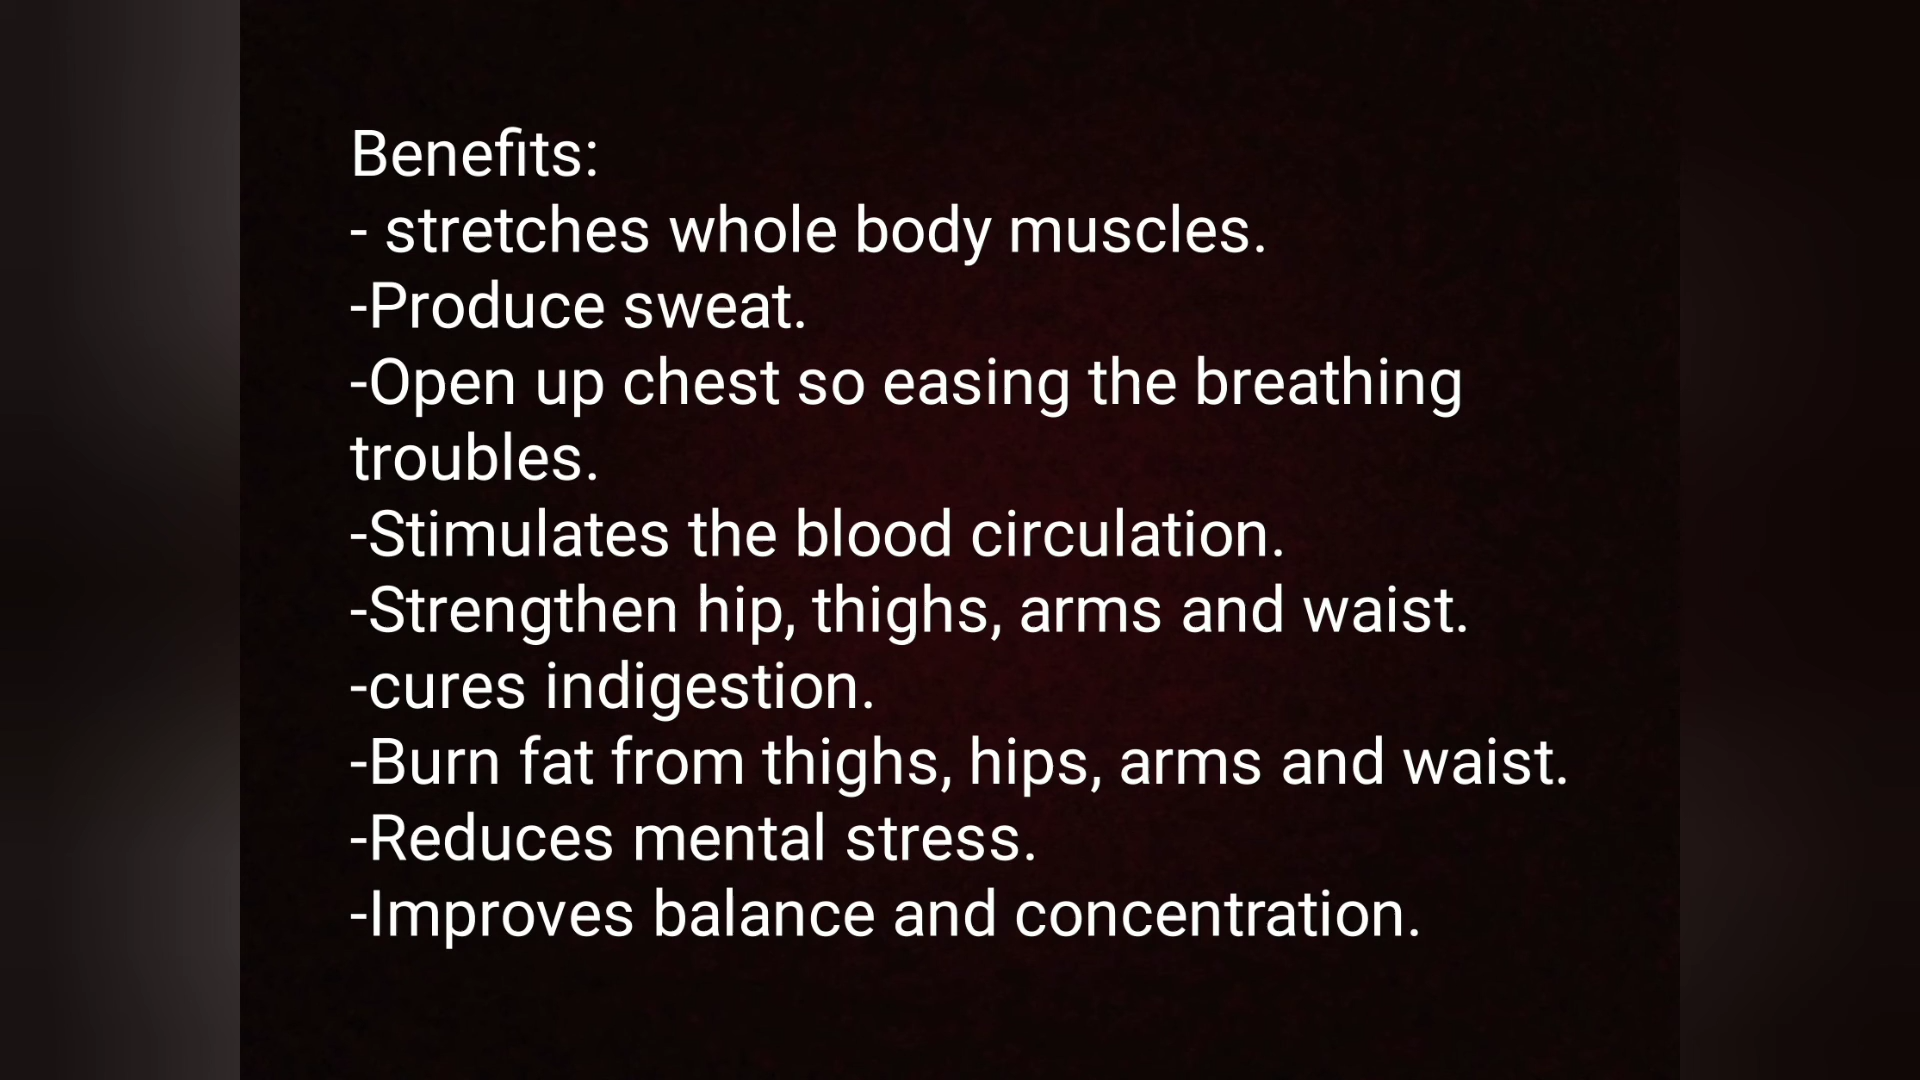 Benefits:
- stretches whole body muscles.
-Produce sweat.
-Open up chest so easing the breathing
troubles.
-Stimulates the blood circulation.
-Strengthen hip, thighs, arms and waist.
-cures indigestion.
-Burn fat from thighs, hips, arms and waist.
-Reduces mental stress.
-Improves balance and concentration.